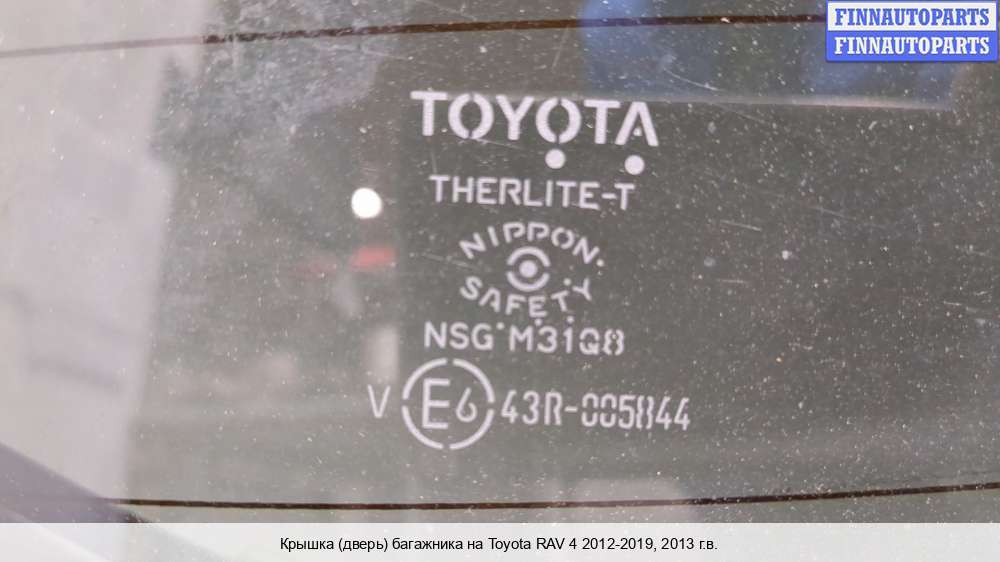 FINNAUTOPARTS
FINNAUTOPARTS
TOYOTA
THERLITE-T
NIPPON
SAFETY
NSG M31Q8
V E6 43R-005844
Крышка (дверь) багажника на Toyota RAV 4 2012-2019, 2013 г.в.